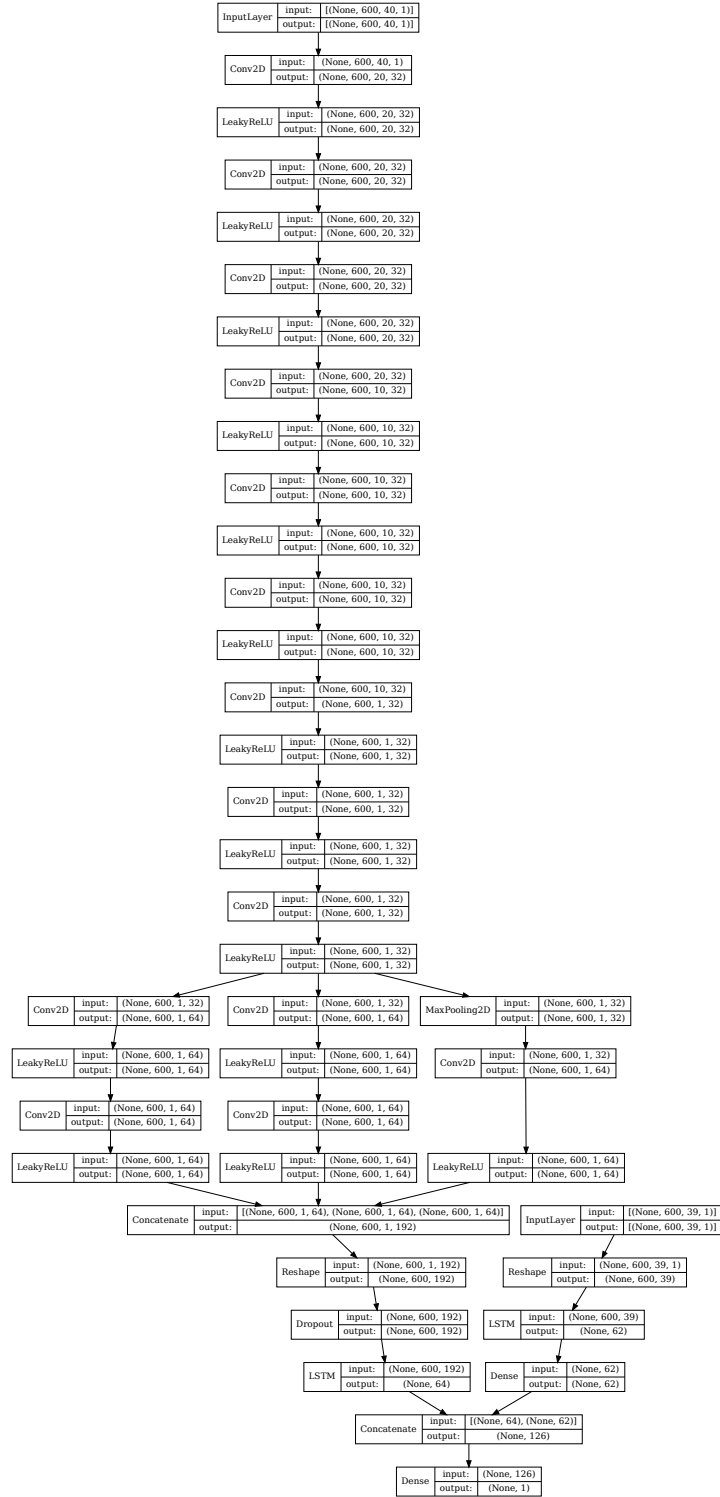 InputLayer input: [(None, 600, 40, 1)]
output: [(None, 600, 40, 1)]
Conv2D input: (None, 600, 40, 1)
output: (None, 600, 20, 32)
LeakyReLU input: (None, 600, 20, 32)
output: (None, 600, 20, 32)
Conv2D input: (None, 600, 20, 32)
output: (None, 600, 20, 32)
LeakyReLU input: (None, 600, 20, 32)
output: (None, 600, 20, 32)
Conv2D input: (None, 600, 20, 32)
output: (None, 600, 20, 32)
LeakyReLU input: (None, 600, 20, 32)
output: (None, 600, 20, 32)
Conv2D input: (None, 600, 20, 32)
output: (None, 600, 10, 32)
LeakyReLU input: (None, 600, 10, 32)
output: (None, 600, 10, 32)
Conv2D input: (None, 600, 10, 32)
output: (None, 600, 10, 32)
LeakyReLU input: (None, 600, 10, 32)
output: (None, 600, 10, 32)
Conv2D input: (None, 600, 10, 32)
output: (None, 600, 10, 32)
LeakyReLU input: (None, 600, 10, 32)
output: (None, 600, 10, 32)
Conv2D input: (None, 600, 10, 32)
output: (None, 600, 1, 32)
LeakyReLU input: (None, 600, 1, 32)
output: (None, 600, 1, 32)
Conv2D input: (None, 600, 1, 32)
output: (None, 600, 1, 32)
LeakyReLU input: (None, 600, 1, 32)
output: (None, 600, 1, 32)
Conv2D input: (None, 600, 1, 32)
output: (None, 600, 1, 32)
LeakyReLU input: (None, 600, 1, 32)
output: (None, 600, 1, 32)
Conv2D input: (None, 600, 1, 32)
output: (None, 600, 1, 64)
Conv2D input: (None, 600, 1, 32)
output: (None, 600, 1, 64)
MaxPooling2D input: (None, 600, 1, 32)
output: (None, 600, 1, 32)
LeakyReLU input: (None, 600, 1, 64)
output: (None, 600, 1, 64)
LeakyReLU input: (None, 600, 1, 64)
output: (None, 600, 1, 64)
Conv2D input: (None, 600, 1, 32)
output: (None, 600, 1, 64)
Conv2D input: (None, 600, 1, 64)
output: (None, 600, 1, 64)
Conv2D input: (None, 600, 1, 64)
output: (None, 600, 1, 64)
LeakyReLU input: (None, 600, 1, 64)
output: (None, 600, 1, 64)
LeakyReLU input: (None, 600, 1, 64)
output: (None, 600, 1, 64)
LeakyReLU input: (None, 600, 1, 64)
output: (None, 600, 1, 64)
Concatenate input: [(None, 600, 1, 64), (None, 600, 1, 64), (None, 600, 1, 64)]
output: (None, 600, 1, 192)
InputLayer input: [(None, 600, 39, 1)]
output: [(None, 600, 39, 1)]
Reshape input: (None, 600, 1, 192)
output: (None, 600, 192)
Reshape input: (None, 600, 39, 1)
output: (None, 600, 39)
Dropout input: (None, 600, 192)
output: (None, 600, 192)
LSTM input: (None, 600, 39)
output: (None, 62)
LSTM input: (None, 600, 192)
output: (None, 64)
Dense input: (None, 62)
output: (None, 62)
Concatenate input: [(None, 64), (None, 62)]
output: (None, 126)
Dense input: (None, 126)
output: (None, 1)